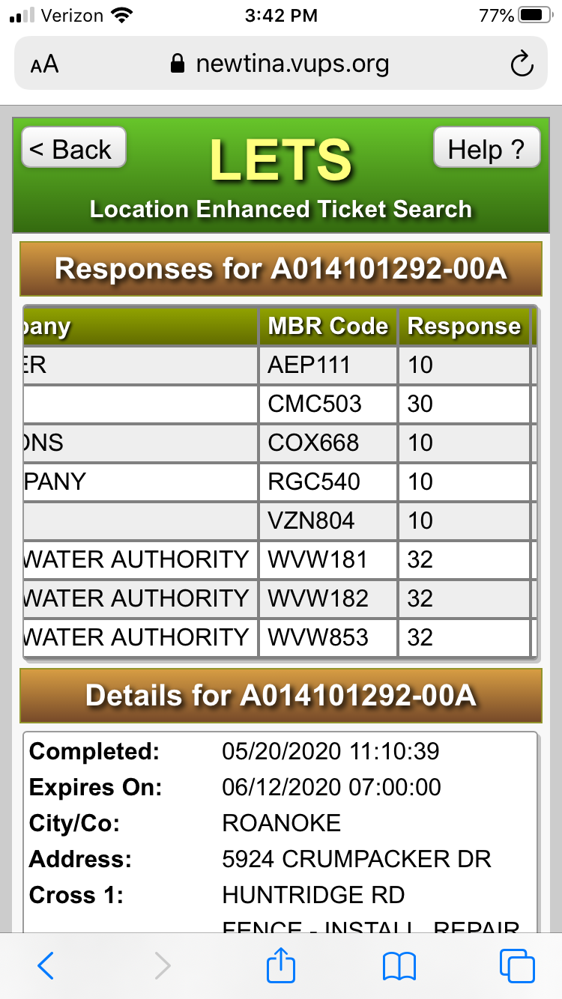 Verizon 3:42 PM 77%
AA newtina.vups.org
< Back LETS Help ?
Location Enhanced Ticket Search
Responses for A014101292-00A
pany MBR Code Response
ER AEP111 10
CMC503 30
ONS COX668 10
PANY RGC540 10
VZN804 10
WATER AUTHORITY WVW181 32
WATER AUTHORITY WVW182 32
WATER AUTHORITY WVW853 32
Details for A014101292-00A
Completed: 05/20/2020 11:10:39
Expires On: 06/12/2020 07:00:00
City/Co: ROANOKE
Address: 5924 CRUMPACKER DR
Cross 1: HUNTRIDGE RD
FENCE - INSTALL, REPAIR